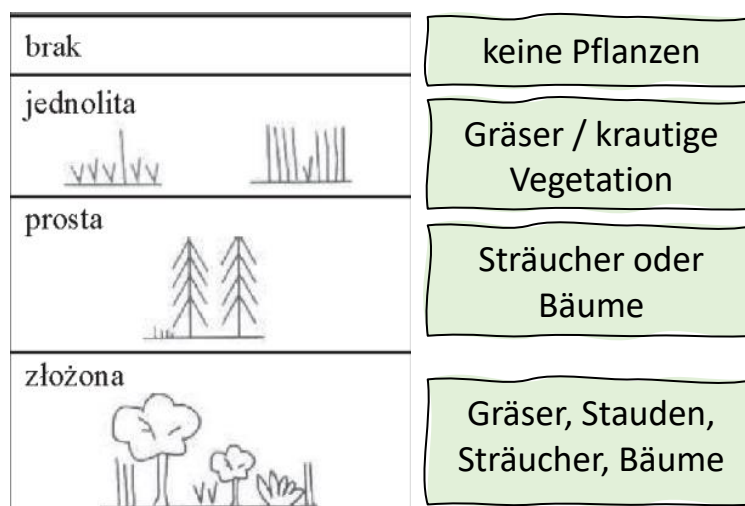 brak
keine Pflanzen
jednolita
Gräser / krautige
Vegetation
prosta
Sträucher oder
Bäume
złożona
Gräser, Stauden,
Sträucher, Bäume